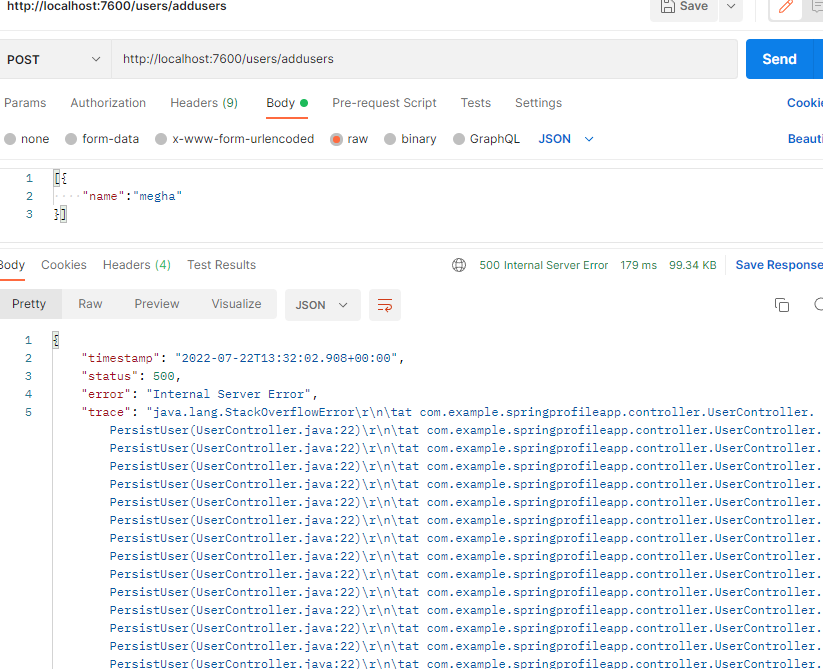 http://localhost:7600/users/addusers
Save
POST http://localhost:7600/users/addusers Send
Params Authorization Headers (9) Body Pre-request Script Tests Settings Cookie
none form-data x-www-form-urlencoded raw binary GraphQL JSON Beauti
1 [{
2 ····"name":"megha"
3 }]
Body Cookies Headers (4) Test Results 500 Internal Server Error 179 ms 99.34 KB Save Response
Pretty Raw Preview Visualize JSON
1 {
2 "timestamp": "2022-07-22T13:32:02.908+00:00",
3 "status": 500,
4 "error": "Internal Server Error",
5 "trace": "java.lang.StackOverflowError\r\n\tat com.example.springprofileapp.controller.UserController.
PersistUser(UserController.java:22)\r\n\tat com.example.springprofileapp.controller.UserController.
PersistUser(UserController.java:22)\r\n\tat com.example.springprofileapp.controller.UserController.
PersistUser(UserController.java:22)\r\n\tat com.example.springprofileapp.controller.UserController.
PersistUser(UserController.java:22)\r\n\tat com.example.springprofileapp.controller.UserController.
PersistUser(UserController.java:22)\r\n\tat com.example.springprofileapp.controller.UserController.
PersistUser(UserController.java:22)\r\n\tat com.example.springprofileapp.controller.UserController.
PersistUser(UserController.java:22)\r\n\tat com.example.springprofileapp.controller.UserController.
PersistUser(UserController.java:22)\r\n\tat com.example.springprofileapp.controller.UserController.
PersistUser(UserController.java:22)\r\n\tat com.example.springprofileapp.controller.UserController.
PersistUser(UserController.java:22)\r\n\tat com.example.springprofileapp.controller.UserController.
PersistUser(UserController.java:22)\r\n\tat com.example.springprofileapp.controller.UserController.
PersistUser(UserController.java:22)\r\n\tat com.example.springprofileapp.controller.UserController.
PersistUser(UserController.java:22)\r\n\tat com.example.springprofileapp.controller.UserController.
PersistUser(UserController.java:22)\r\n\tat com.example.springprofileapp.controller.UserController.